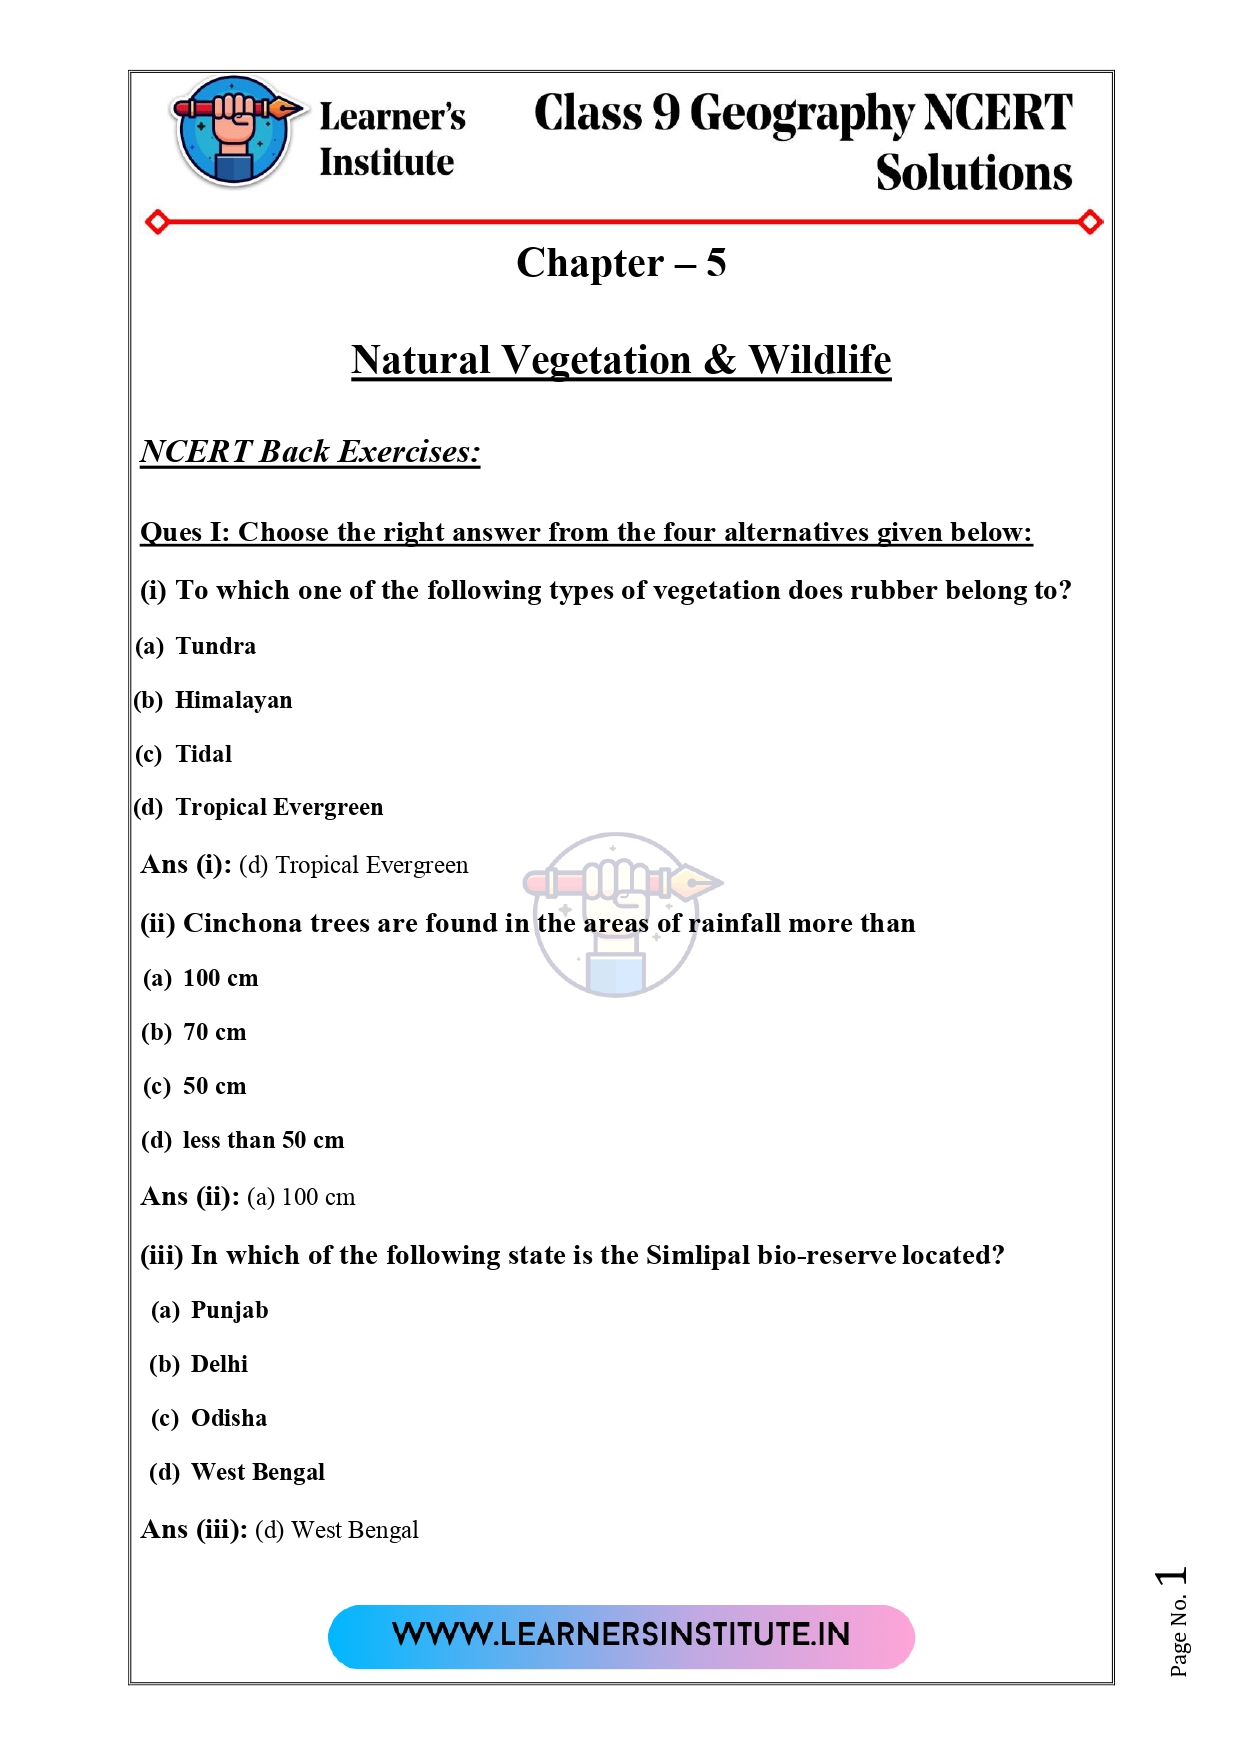 Learner's
Institute
Class 9 Geography NCERT
Solutions
Chapter – 5
Natural Vegetation & Wildlife
NCERT Back Exercises:
Ques I: Choose the right answer from the four alternatives given below:
(i) To which one of the following types of vegetation does rubber belong to?
(a) Tundra
(b) Himalayan
(c) Tidal
(d) Tropical Evergreen
Ans (i): (d) Tropical Evergreen
(ii) Cinchona trees are found in the areas of rainfall more than
(a) 100 cm
(b) 70 cm
(c) 50 cm
(d) less than 50 cm
Ans (ii): (a) 100 cm
(iii) In which of the following state is the Simlipal bio-reserve located?
(a) Punjab
(b) Delhi
(c) Odisha
(d) West Bengal
Ans (iii): (d) West Bengal
WWW.LEARNERSINSTITUTE.IN
Page No. 1